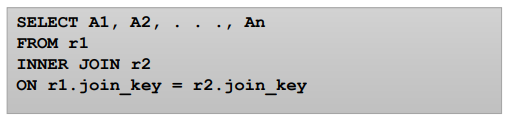 SELECT A1, A2, . . ., An
FROM r1
INNER JOIN r2
ON r1.join_key = r2.join_key